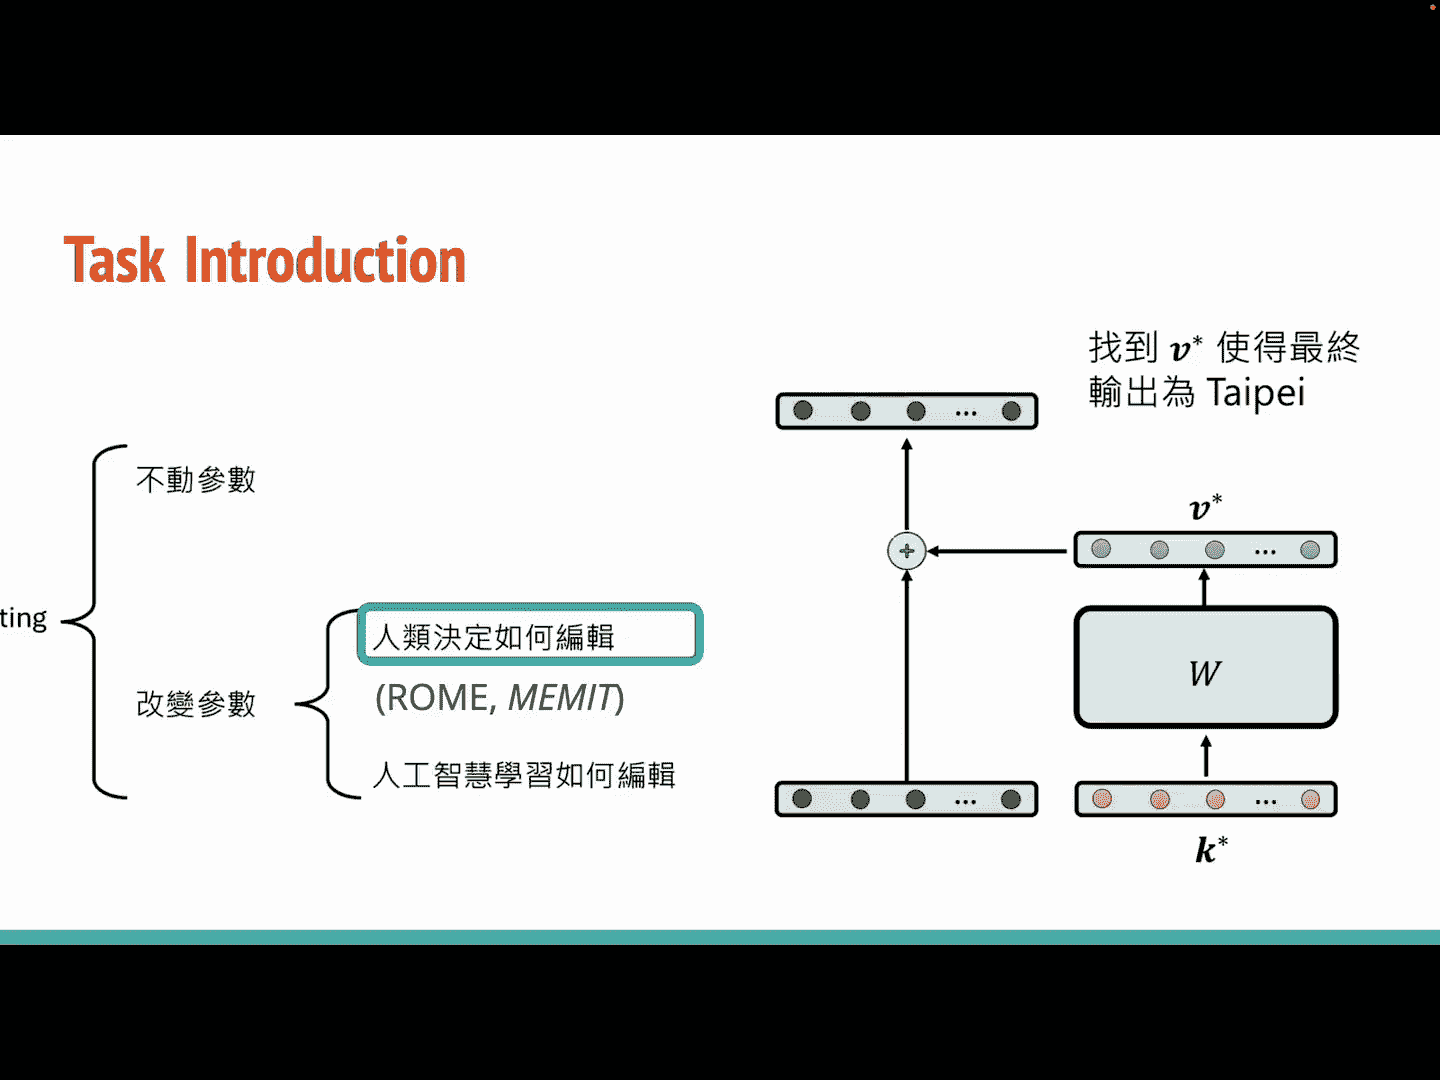 Task Introduction
找到 v* 使得最終
輸出為 Taipei
不動參數
v*
ting
人類決定如何編輯
W
改變參數
(ROME, MEMIT)
人工智慧學習如何編輯
k*